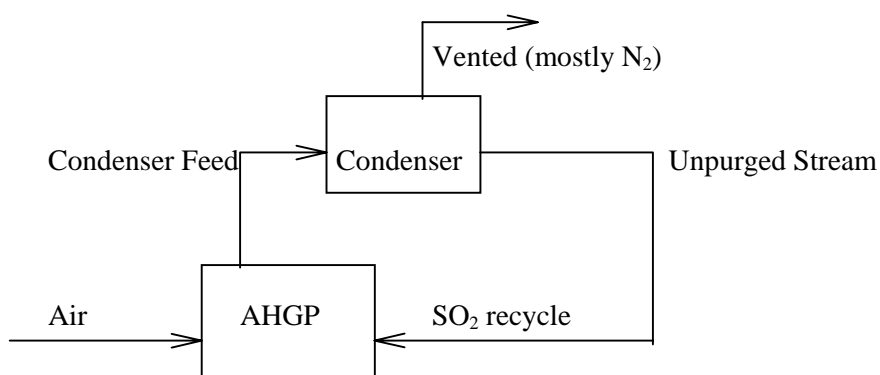 Vented (mostly N₂)
Condenser Feed
Condenser
Unpurged Stream
Air
AHGP
SO₂ recycle